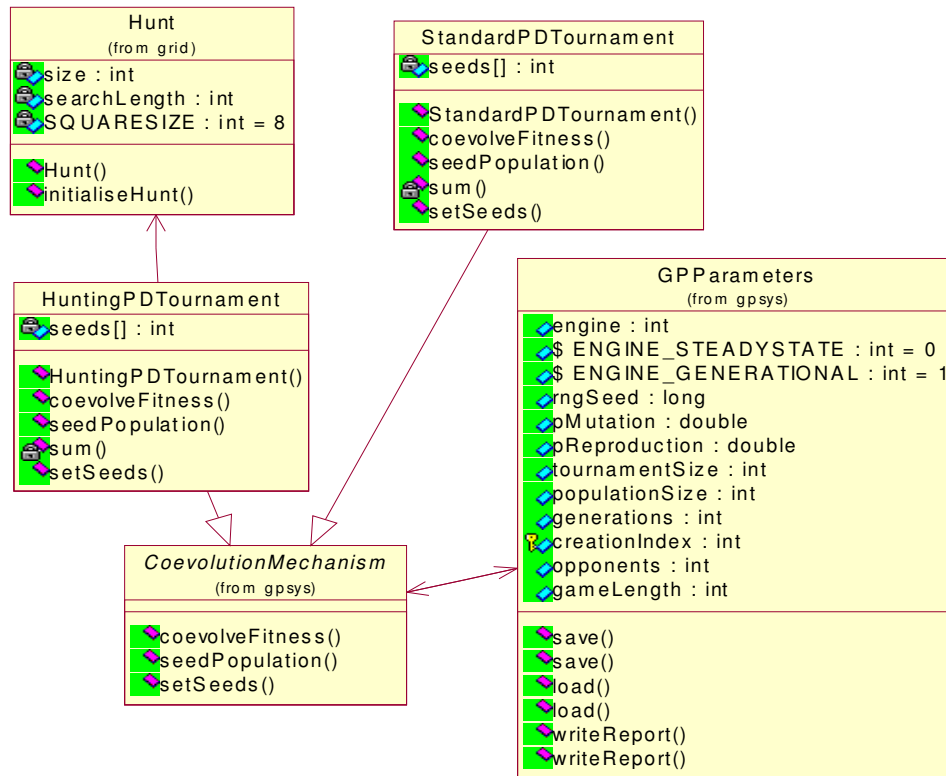 Hunt
(from grid)
size : int
searchLength : int
SQUARESIZE : int = 8
Hunt()
initialiseHunt()
StandardPDTournament
seeds[] : int
StandardPDTournament()
coevolveFitness()
seedPopulation()
sum()
setSeeds()
HuntingPDTournament
seeds[] : int
HuntingPDTournament()
coevolveFitness()
seedPopulation()
sum()
setSeeds()
GPParameters
(from gpsys)
engine : int
$ ENGINE_STEADYSTATE : int = 0
$ ENGINE_GENERATIONAL : int = 1
rngSeed : long
pMutation : double
pReproduction : double
tournamentSize : int
populationSize : int
generations : int
creationIndex : int
opponents : int
gameLength : int
save()
save()
load()
load()
writeReport()
writeReport()
CoevolutionMechanism
(from gpsys)
coevolveFitness()
seedPopulation()
setSeeds()